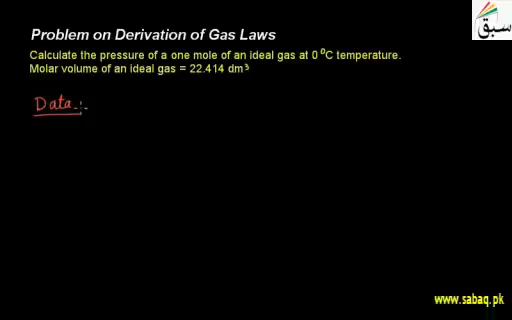 سبق
Problem on Derivation of Gas Laws
Calculate the pressure of a one mole of an ideal gas at 0 ⁰C temperature.
Molar volume of an ideal gas = 22.414 dm³
Data:-
www.sabaq.pk